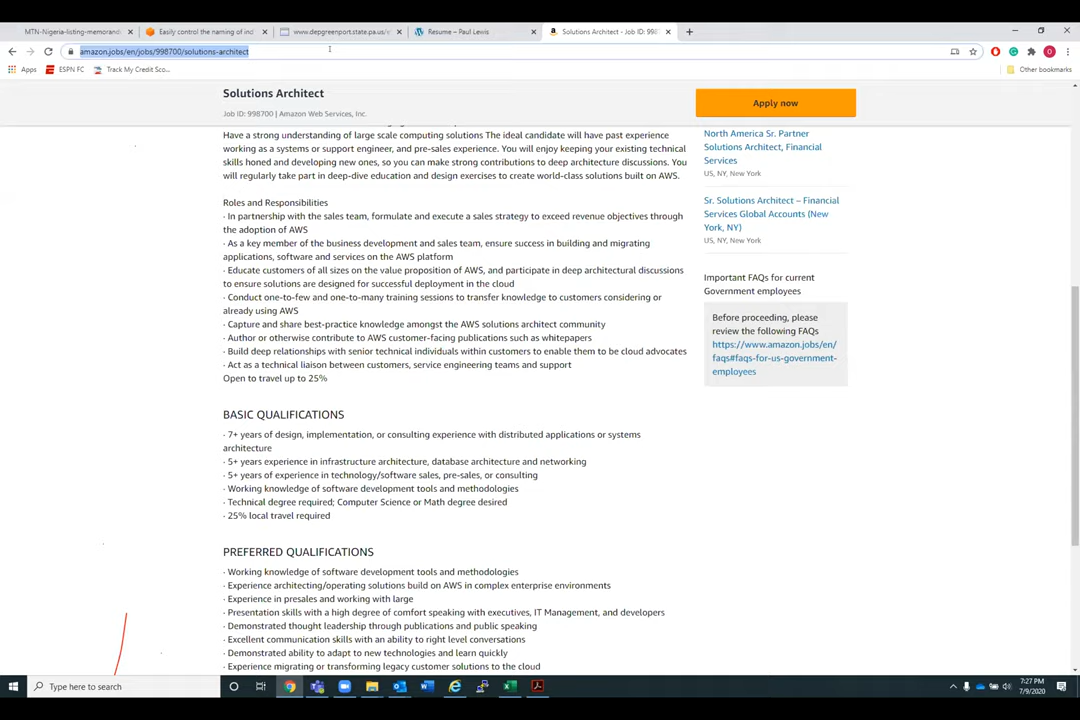 MTN-Nigeria-listing-memorand
Easily control the naming of ind
www.depgreenport.state.pa.us/
Resume – Paul Lewis
Solutions Architect - Job ID: 998
amazon.jobs/en/jobs/998700/solutions-architect
Apps
ESPN FC
Track My Credit Sco...
Other bookmarks
Solutions Architect
Job ID: 998700 | Amazon Web Services, Inc.
Apply now
Have a strong understanding of large scale computing solutions The ideal candidate will have past experience
working as a systems or support engineer, and pre-sales experience. You will enjoy keeping your existing technical
skills honed and developing new ones, so you can make strong contributions to deep architecture discussions. You
will regularly take part in deep-dive education and design exercises to create world-class solutions built on AWS.
Roles and Responsibilities
· In partnership with the sales team, formulate and execute a sales strategy to exceed revenue objectives through
the adoption of AWS
· As a key member of the business development and sales team, ensure success in building and migrating
applications, software and services on the AWS platform
· Educate customers of all sizes on the value proposition of AWS, and participate in deep architectural discussions
to ensure solutions are designed for successful deployment in the cloud
· Conduct one-to-few and one-to-many training sessions to transfer knowledge to customers considering or
already using AWS
· Capture and share best-practice knowledge amongst the AWS solutions architect community
· Author or otherwise contribute to AWS customer-facing publications such as whitepapers
· Build deep relationships with senior technical individuals within customers to enable them to be cloud advocates
· Act as a technical liaison between customers, service engineering teams and support
Open to travel up to 25%
BASIC QUALIFICATIONS
· 7+ years of design, implementation, or consulting experience with distributed applications or systems
architecture
· 5+ years experience in infrastructure architecture, database architecture and networking
· 5+ years of experience in technology/software sales, pre-sales, or consulting
· Working knowledge of software development tools and methodologies
· Technical degree required; Computer Science or Math degree desired
· 25% local travel required
PREFERRED QUALIFICATIONS
· Working knowledge of software development tools and methodologies
· Experience architecting/operating solutions build on AWS in complex enterprise environments
· Experience in presales and working with large
· Presentation skills with a high degree of comfort speaking with executives, IT Management, and developers
· Demonstrated thought leadership through publications and public speaking
· Excellent communication skills with an ability to right level conversations
· Demonstrated ability to adapt to new technologies and learn quickly
· Experience migrating or transforming legacy customer solutions to the cloud
North America Sr. Partner
Solutions Architect, Financial
Services
US, NY, New York
Sr. Solutions Architect – Financial
Services Global Accounts (New
York, NY)
US, NY, New York
Important FAQs for current
Government employees
Before proceeding, please
review the following FAQs
https://www.amazon.jobs/en/
faqs#faqs-for-us-government-
employees
Type here to search
7:27 PM
7/9/2020